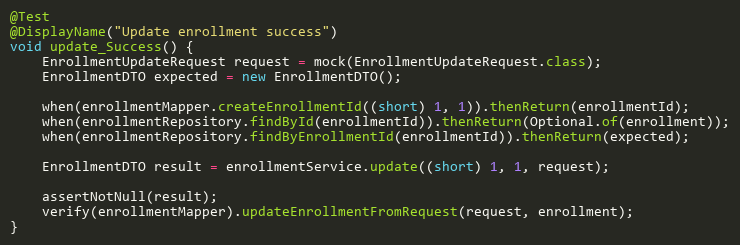 @Test
@DisplayName("Update enrollment success")
void update_Success() {
    EnrollmentUpdateRequest request = mock(EnrollmentUpdateRequest.class);
    EnrollmentDTO expected = new EnrollmentDTO();

    when(enrollmentMapper.createEnrollmentId((short) 1, 1)).thenReturn(enrollmentId);
    when(enrollmentRepository.findById(enrollmentId)).thenReturn(Optional.of(enrollment));
    when(enrollmentRepository.findByEnrollmentId(enrollmentId)).thenReturn(expected);

    EnrollmentDTO result = enrollmentService.update((short) 1, 1, request);

    assertNotNull(result);
    verify(enrollmentMapper).updateEnrollmentFromRequest(request, enrollment);
}